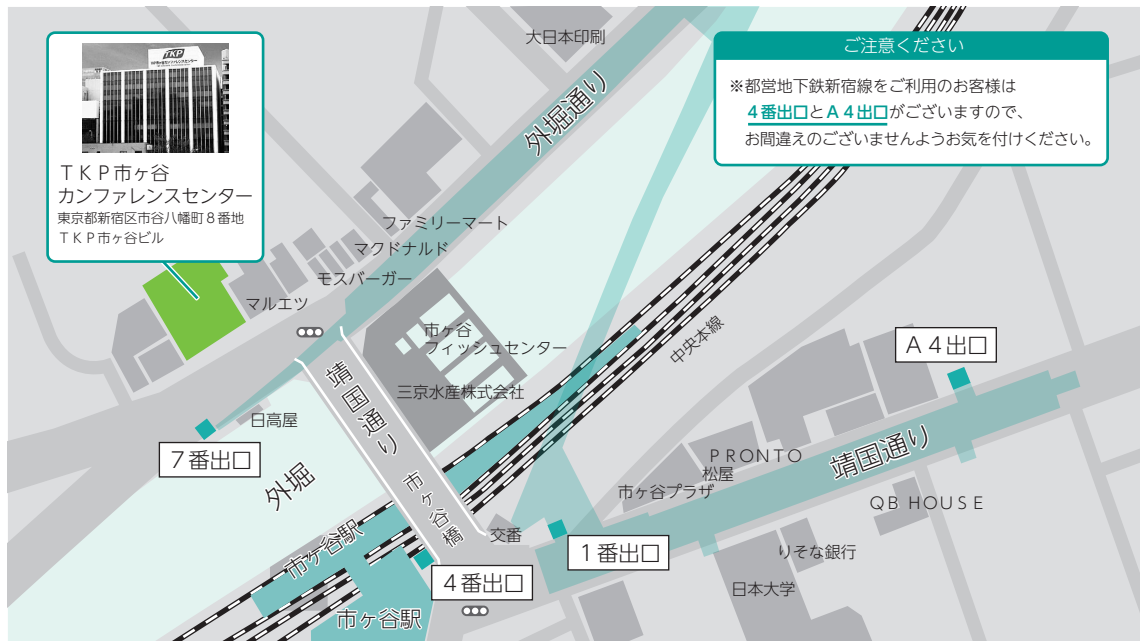 TKP
ＴＫＰ市ヶ谷
カンファレンスセンター
東京都新宿区市谷八幡町８番地
ＴＫＰ市ヶ谷ビル
大日本印刷
外堀通り
ご注意ください
※都営地下鉄新宿線をご利用のお客様は
４番出口とＡ４出口がございますので、
お間違えのございませんようお気を付けください。
ファミリーマート
マクドナルド
モスバーガー
マルエツ
市ヶ谷
フィッシュセンター
三京水産株式会社
中央本線
Ａ４出口
靖国通り
日高屋
７番出口
外堀
市ヶ谷橋
ＰＲＯＮＴＯ
松屋
市ヶ谷プラザ
靖国通り
ＱＢ ＨＯＵＳＥ
市ヶ谷駅
交番
１番出口
りそな銀行
４番出口
日本大学
市ヶ谷駅